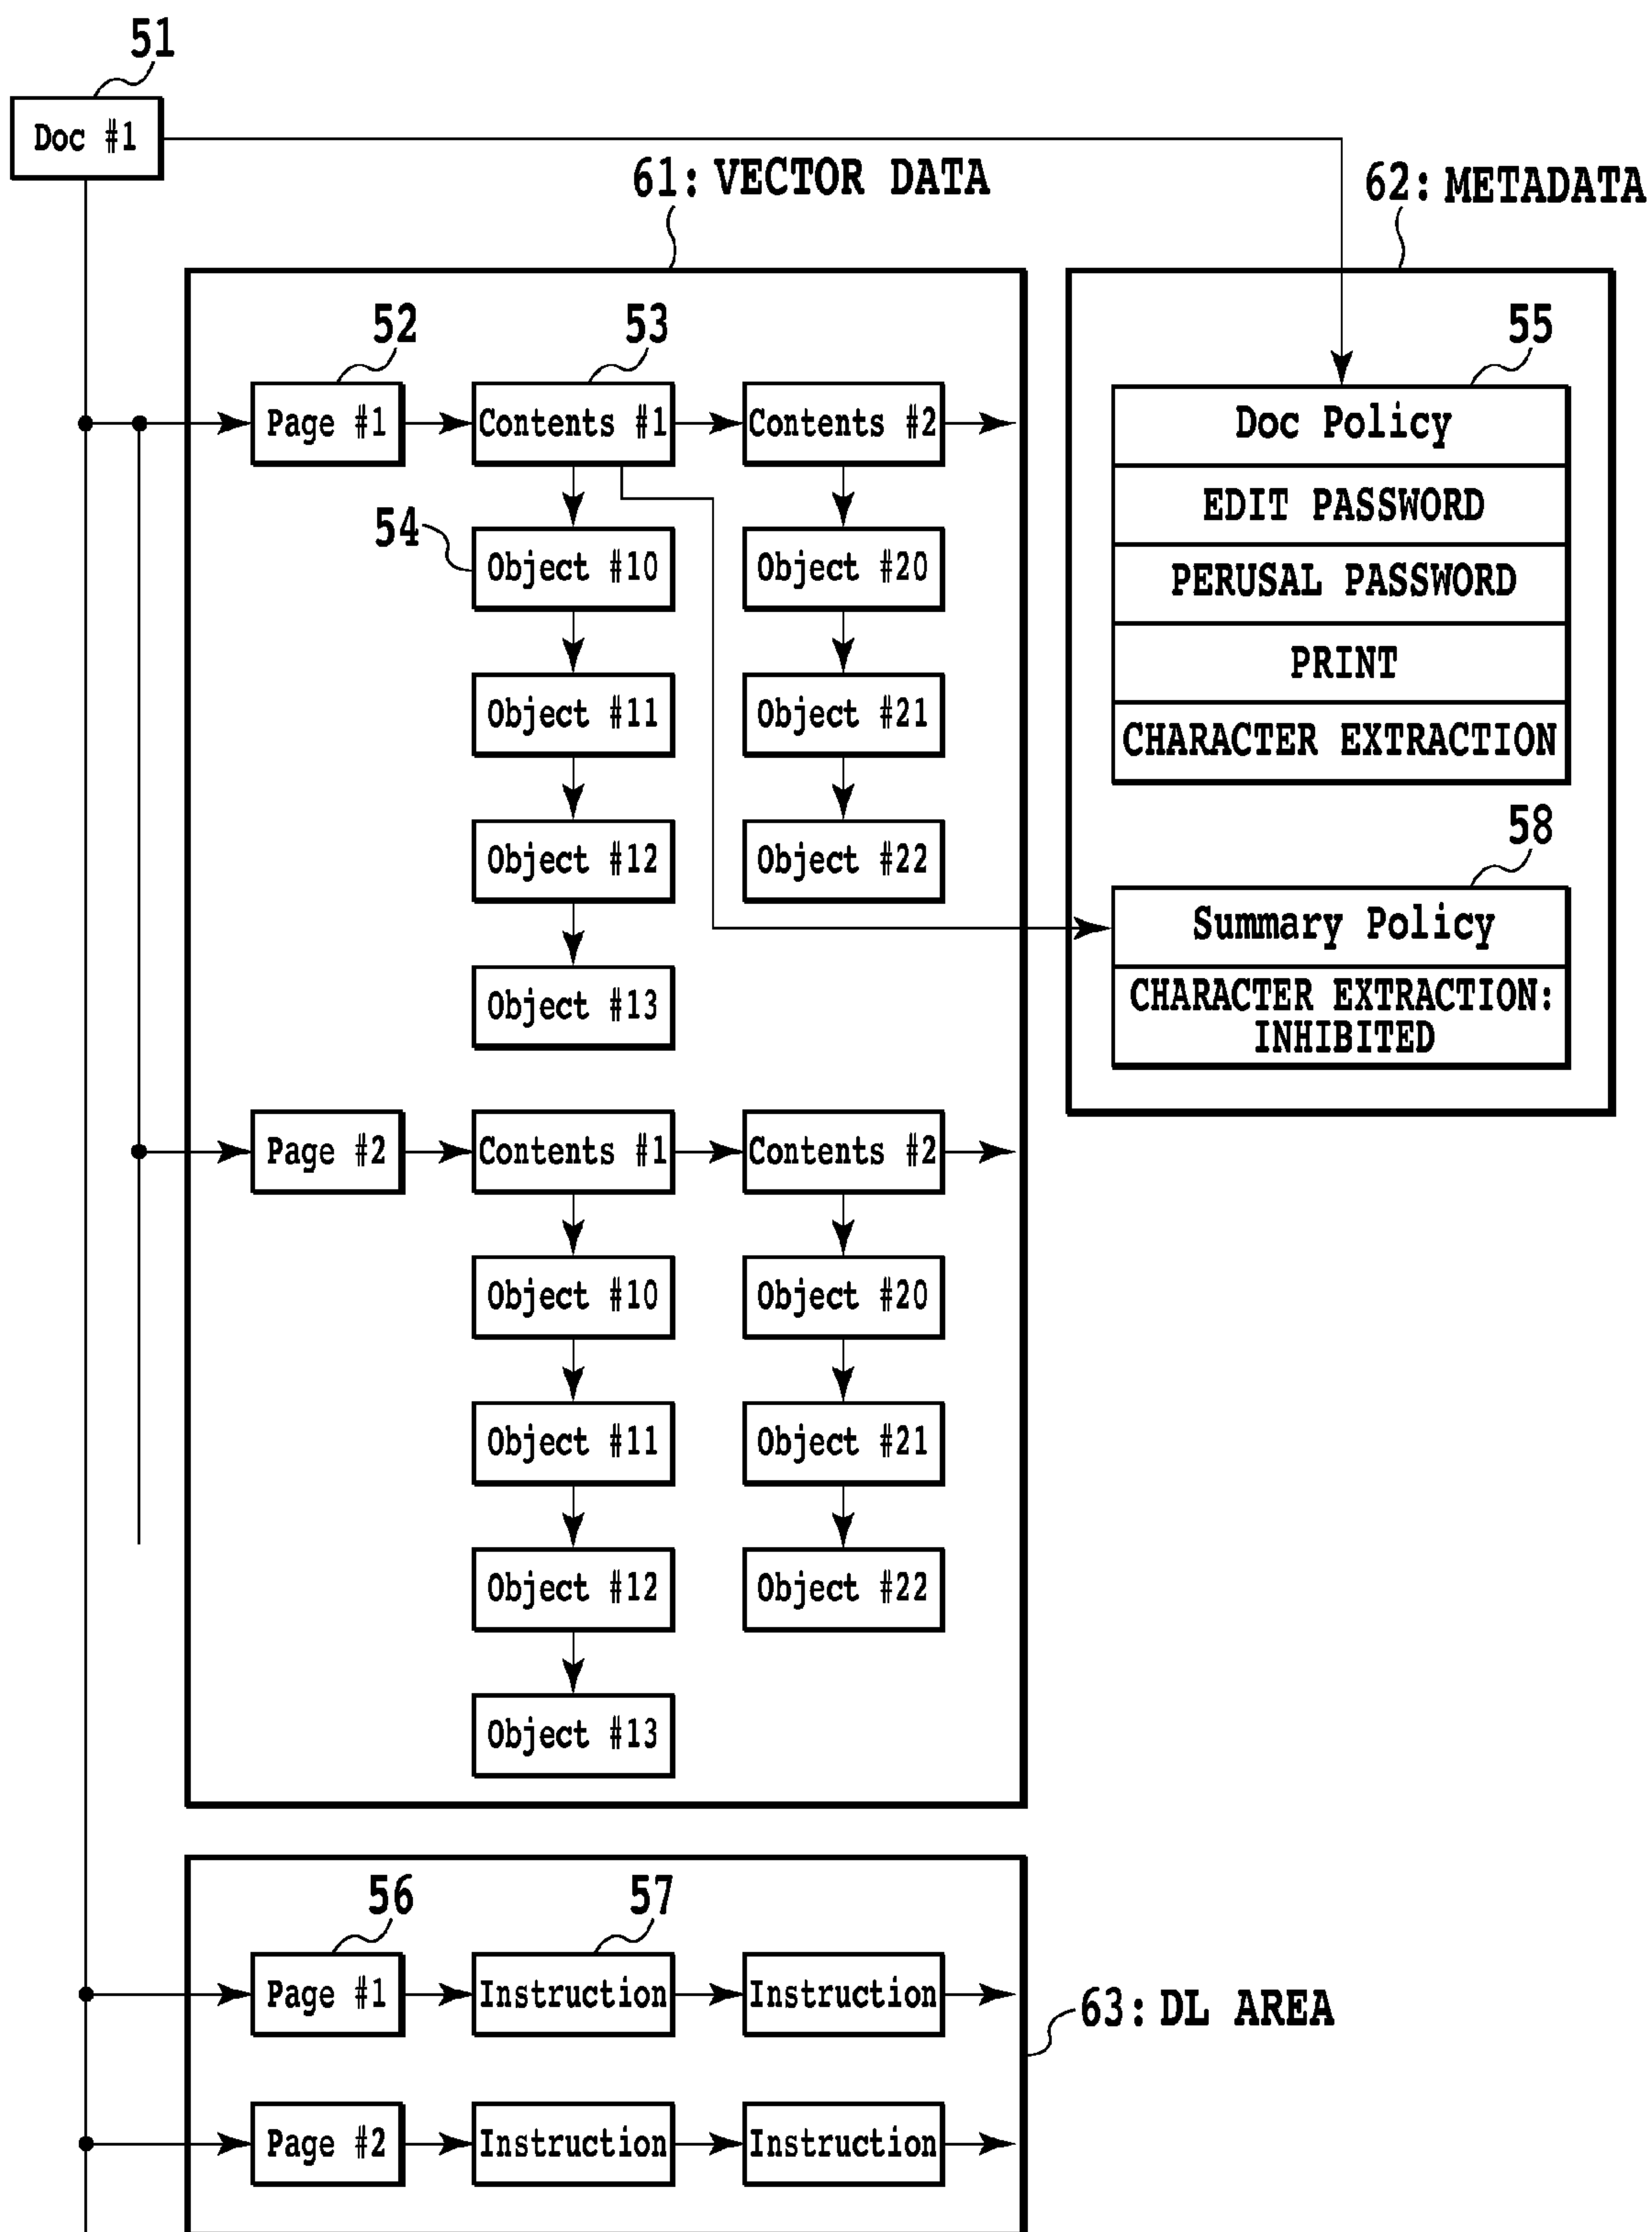 51
Doc #1
61: VECTOR DATA
62: METADATA
52
53
55
Page #1
Contents #1
Contents #2
Doc Policy
EDIT PASSWORD
54
Object #10
Object #20
PERUSAL PASSWORD
PRINT
Object #11
Object #21
CHARACTER EXTRACTION
58
Object #12
Object #22
Summary Policy
Object #13
CHARACTER EXTRACTION:
INHIBITED
Page #2
Contents #1
Contents #2
Object #10
Object #20
Object #11
Object #21
Object #12
Object #22
Object #13
56
57
Page #1
Instruction
Instruction
63: DL AREA
Page #2
Instruction
Instruction